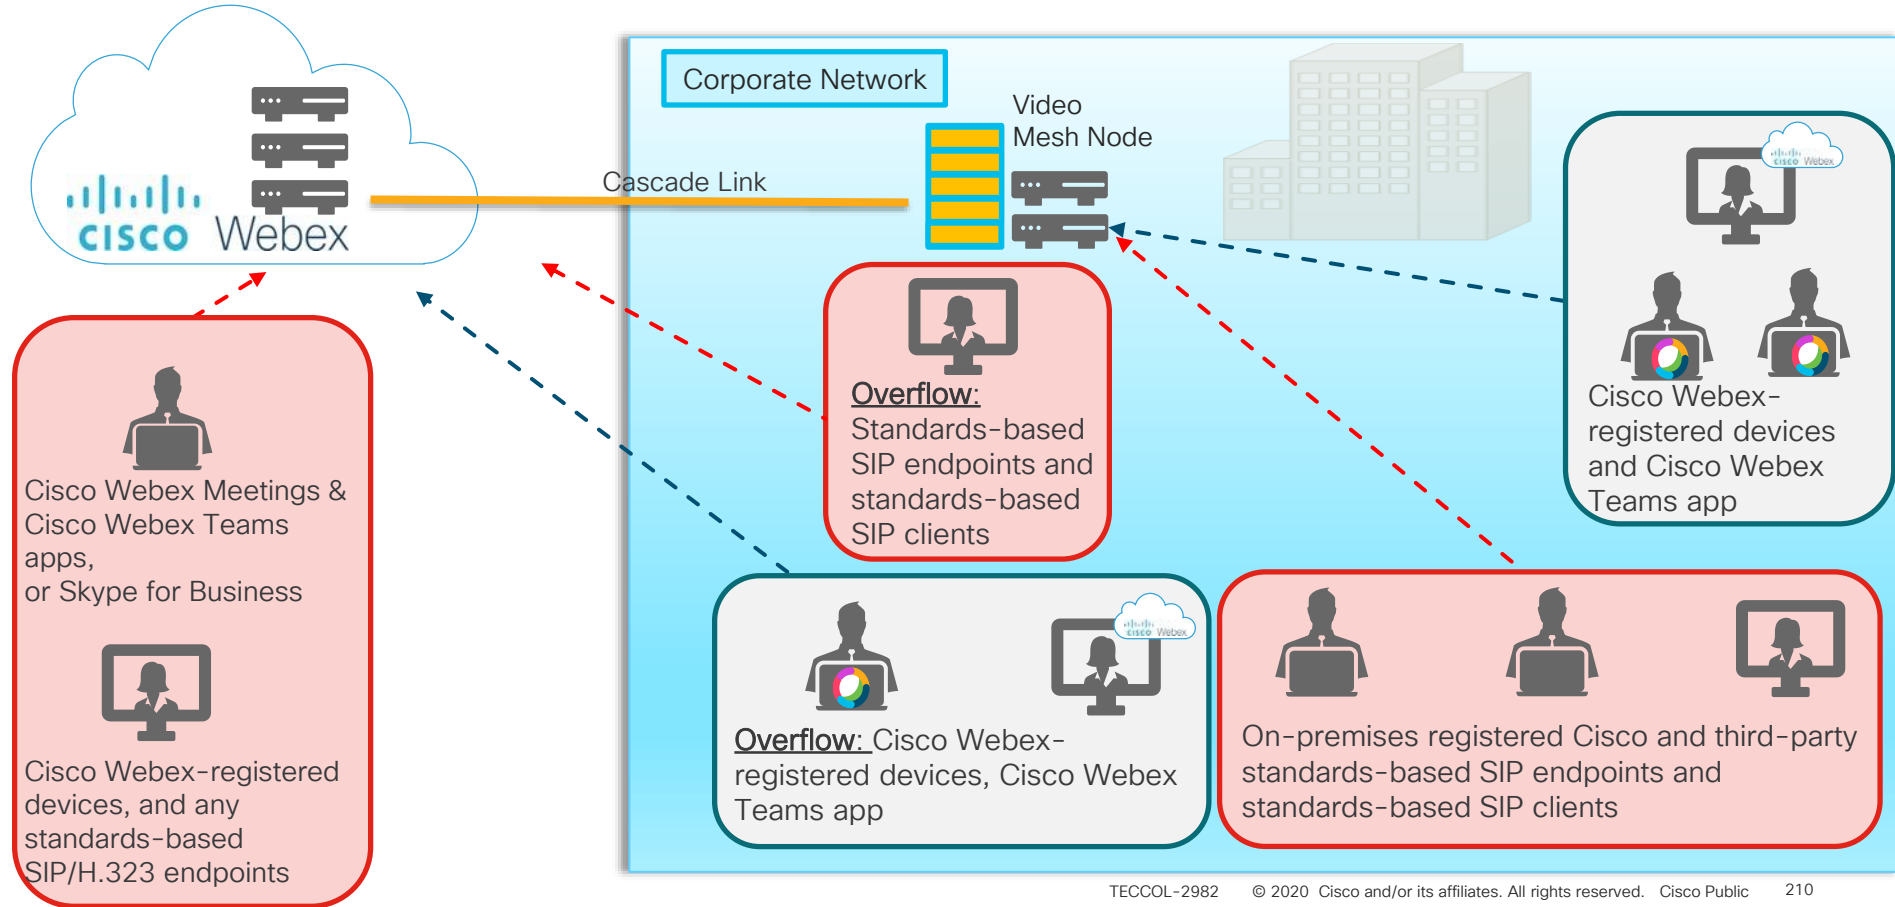 Corporate Network
Video
Mesh Node
Cascade Link
CISCO Webex
CISCO Webex
Cisco Webex-
registered devices
and Cisco Webex
Teams app
Overflow:
Standards-based
SIP endpoints and
standards-based
SIP clients
Cisco Webex Meetings &
Cisco Webex Teams
apps,
or Skype for Business
Cisco Webex-registered
devices, and any
standards-based
SIP/H.323 endpoints
CISCO Webex
Overflow: Cisco Webex-
registered devices, Cisco Webex
Teams app
On-premises registered Cisco and third-party
standards-based SIP endpoints and
standards-based SIP clients
TECCOL-2982 © 2020 Cisco and/or its affiliates. All rights reserved. Cisco Public 210